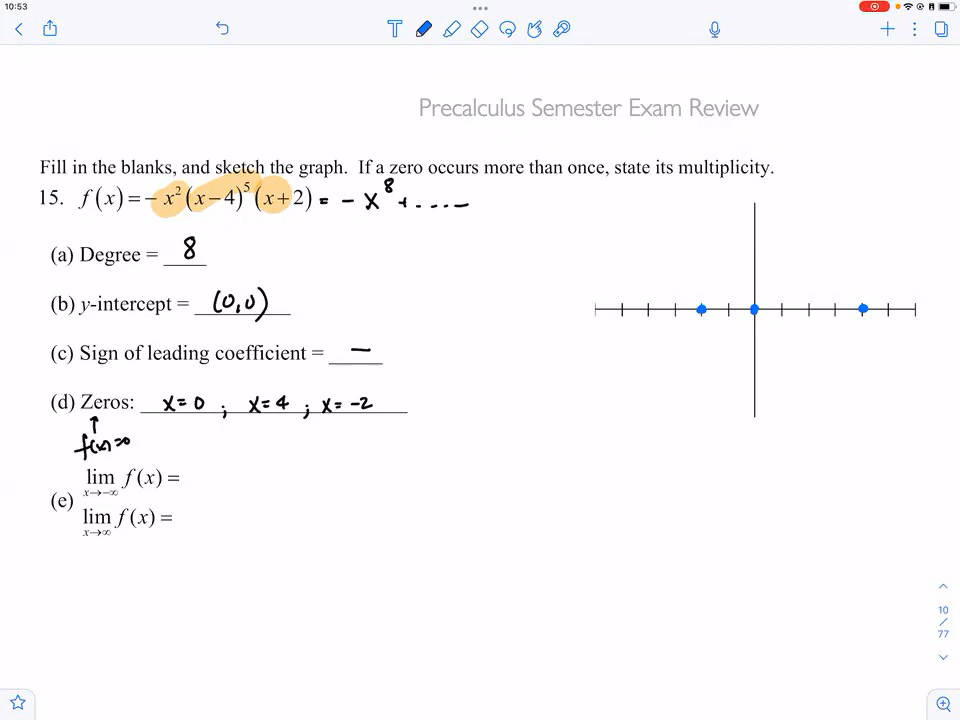 10:53
Precalculus Semester Exam Review
Fill in the blanks, and sketch the graph. If a zero occurs more than once, state its multiplicity.
15. f(x) = −x²(x−4)⁵(x+2) = −x⁸ + ....
(a) Degree = 8
(b) y-intercept = (0,0)
(c) Sign of leading coefficient = −
(d) Zeros: x=0 ; x=4 ; x=-2
↑
f(x)=0
(e) lim x→−∞ f(x) =
lim x→∞ f(x) =
10
/
77